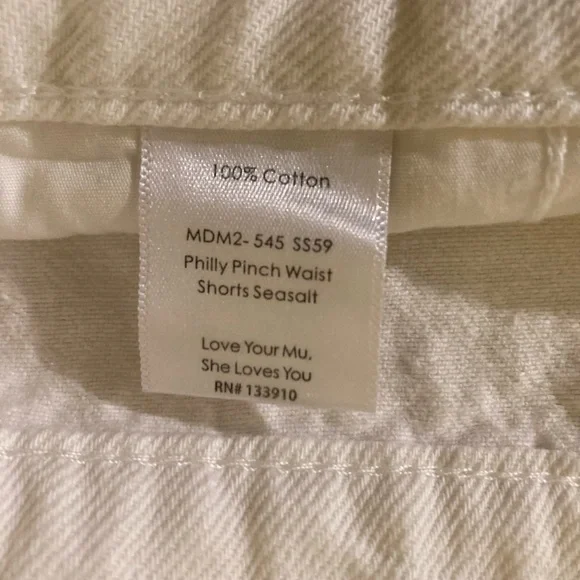 100% Cotton
MDM2- 545 SS59
Philly Pinch Waist
Shorts Seasalt
Love Your Mu,
She Loves You
RN# 133910